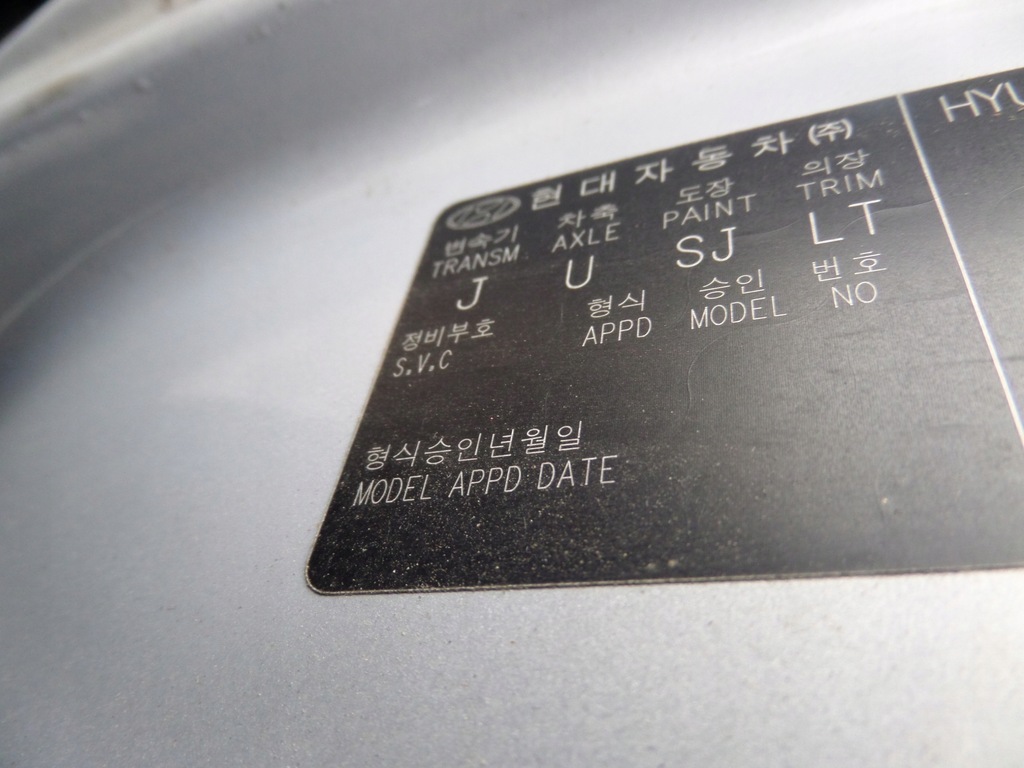 현대자동차(주)
변속기 차축 도장 의장
TRANSM AXLE PAINT TRIM
J U SJ LT
정비부호 형식 승인 번호
S.V.C APPD MODEL NO
형식승인년월일
MODEL APPD DATE